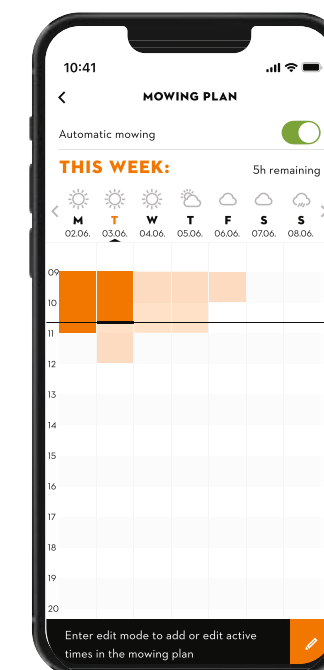 10:41
MOWING PLAN
Automatic mowing
THIS WEEK:
5h remaining
M T W T F S S
02.06. 03.06. 04.06. 05.06. 06.06. 07.06. 08.06.
09
10
11
12
13
14
15
16
17
18
19
20
Enter edit mode to add or edit active
times in the mowing plan